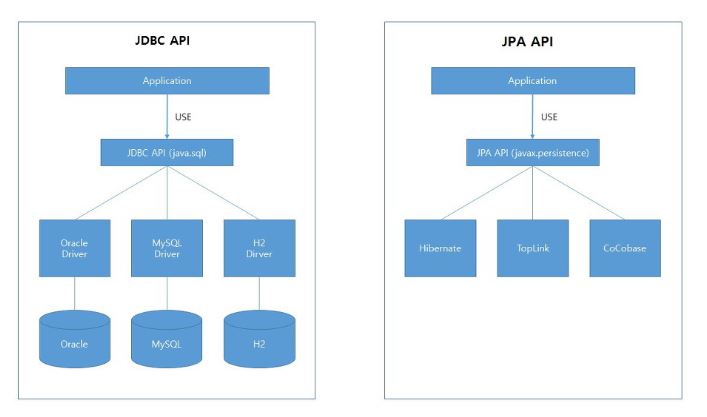 JDBC API
Application
USE
JDBC API (java.sql)
Oracle
Driver
MySQL
Driver
H2
Dirver
Oracle
MySQL
H2
JPA API
Application
USE
JPA API (javax.persistence)
Hibernate
TopLink
CoCobase